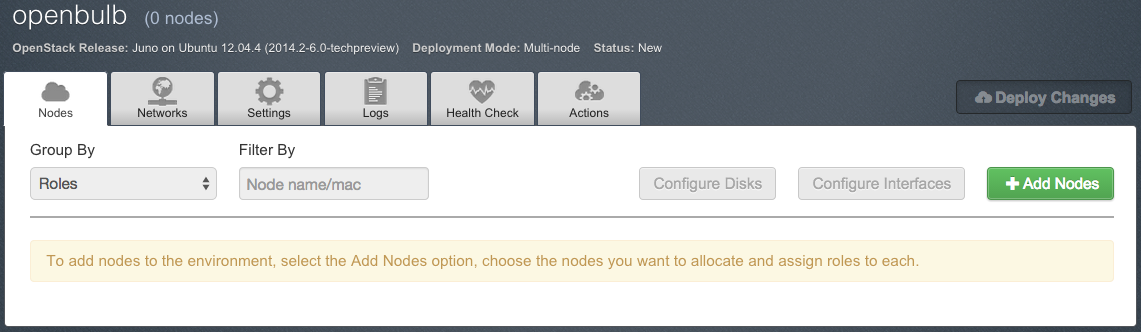 openbulb (0 nodes)
OpenStack Release: Juno on Ubuntu 12.04.4 (2014.2-6.0-techpreview) Deployment Mode: Multi-node Status: New
Nodes Networks Settings Logs Health Check Actions Deploy Changes
Group By Filter By
Roles Node name/mac Configure Disks Configure Interfaces Add Nodes
To add nodes to the environment, select the Add Nodes option, choose the nodes you want to allocate and assign roles to each.